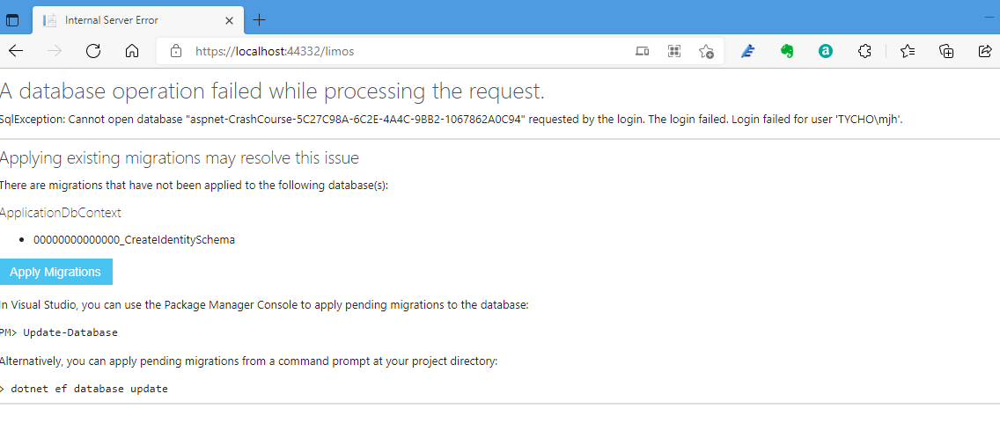 Internal Server Error
https://localhost:44332/limos
A database operation failed while processing the request.
SqlException: Cannot open database "aspnet-CrashCourse-5C27C98A-6C2E-4A4C-9BB2-1067862A0C94" requested by the login. The login failed. Login failed for user 'TYCHO\mjh'.
Applying existing migrations may resolve this issue
There are migrations that have not been applied to the following database(s):
ApplicationDbContext
• 00000000000000_CreateIdentitySchema
Apply Migrations
In Visual Studio, you can use the Package Manager Console to apply pending migrations to the database:
PM> Update-Database
Alternatively, you can apply pending migrations from a command prompt at your project directory:
> dotnet ef database update